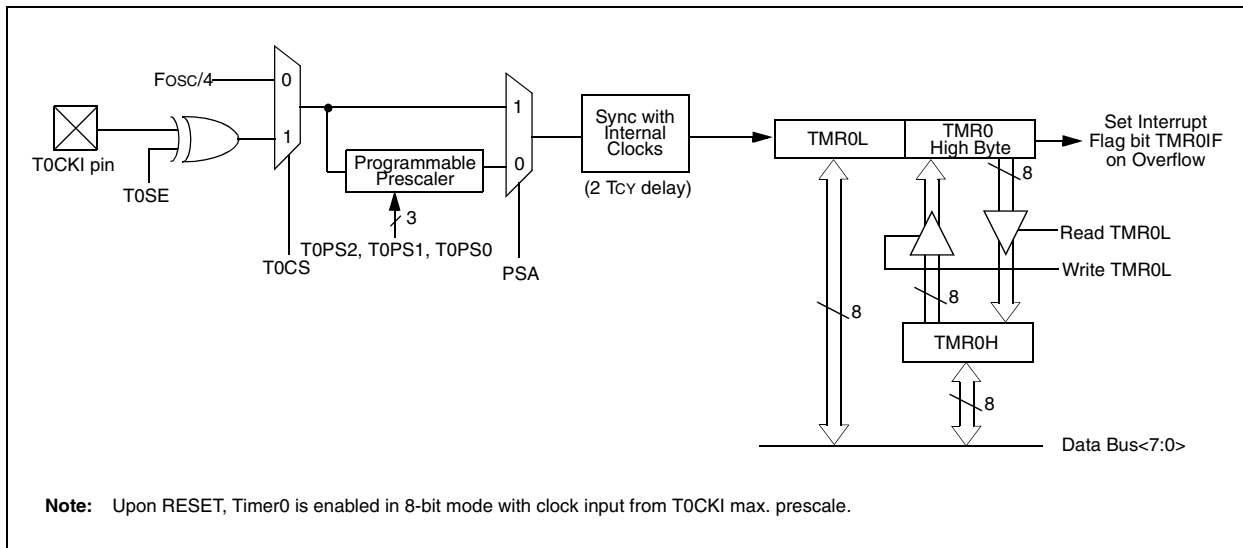 FOSC/4
T0CKI pin
T0SE
0
1
T0CS
Programmable
Prescaler
3
T0PS2, T0PS1, T0PS0
1
0
PSA
Sync with
Internal
Clocks
(2 TCY delay)
TMR0L
TMR0
High Byte
Set Interrupt
Flag bit TMR0IF
on Overflow
8
Read TMR0L
Write TMR0L
8
8
TMR0H
8
Data Bus<7:0>
Note: Upon RESET, Timer0 is enabled in 8-bit mode with clock input from T0CKI max. prescale.